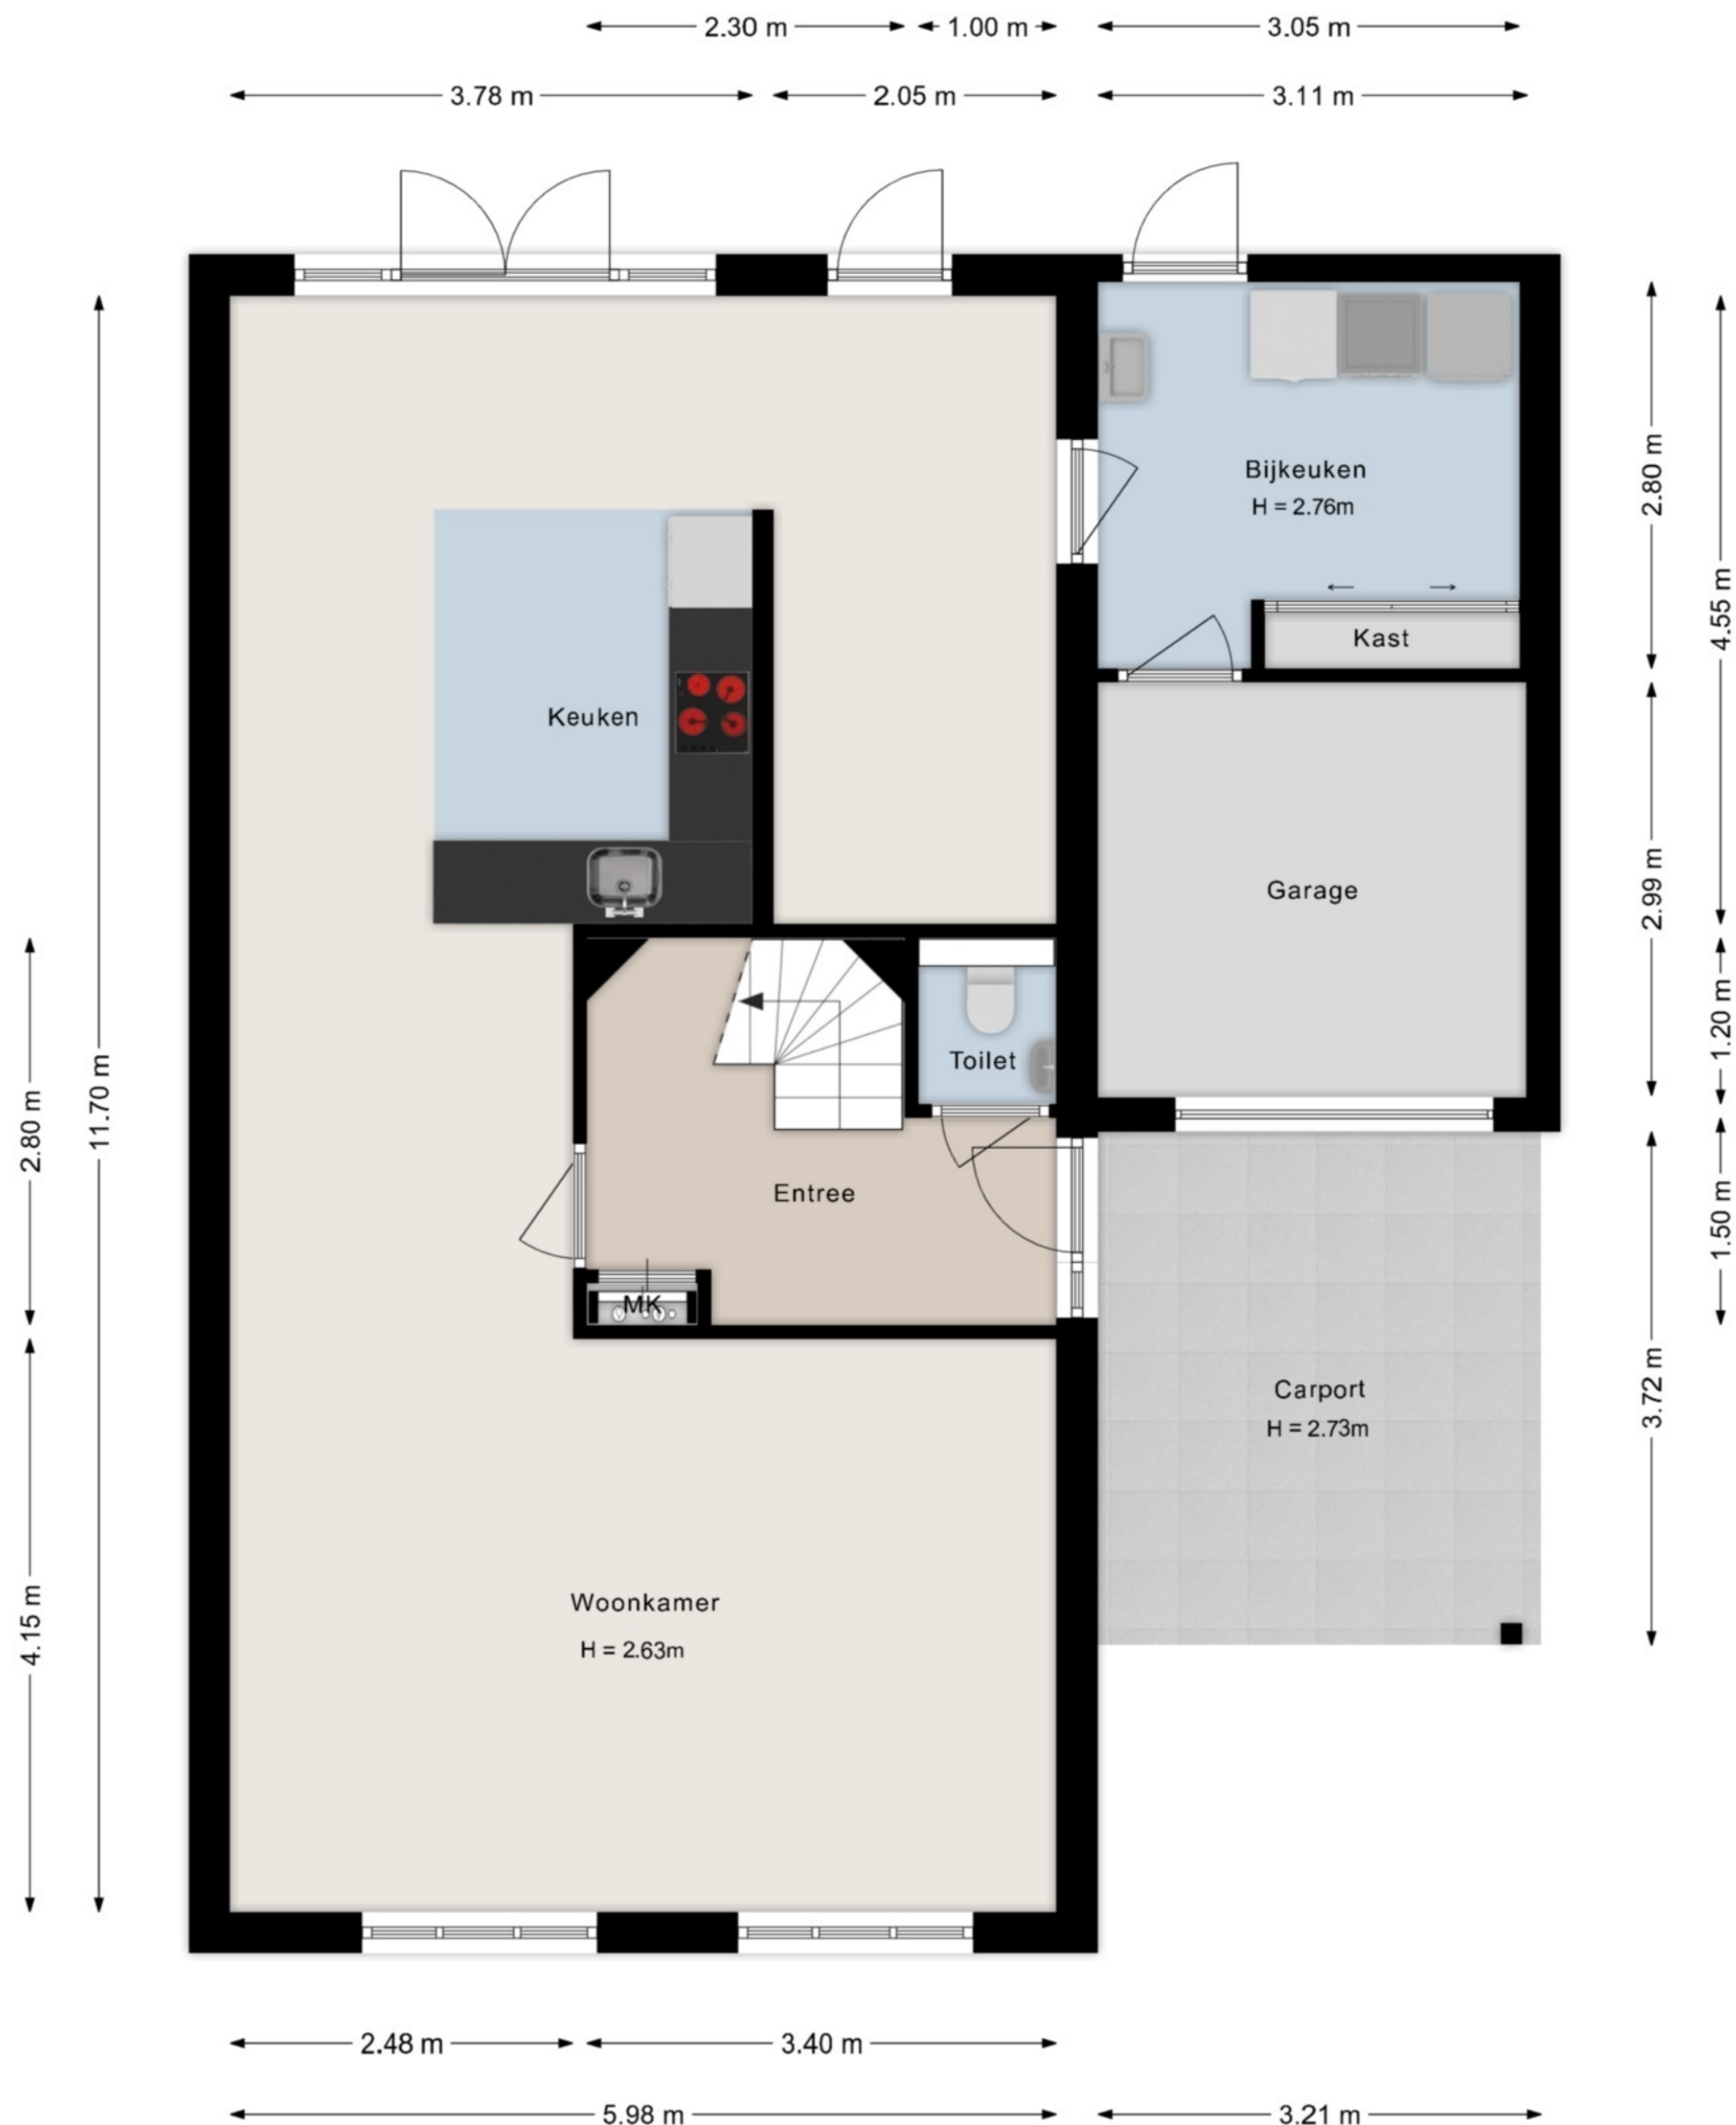 2.30 m 1.00 m 3.05 m
3.78 m 2.05 m 3.11 m
Bijkeuken
H = 2.76m
2.80 m
4.55 m
Kast
Keuken
Garage
2.99 m
1.20 m
Toilet
2.80 m
11.70 m
Entree
1.50 m
MK
Carport
H = 2.73m
3.72 m
Woonkamer
H = 2.63m
4.15 m
2.48 m 3.40 m
5.98 m 3.21 m